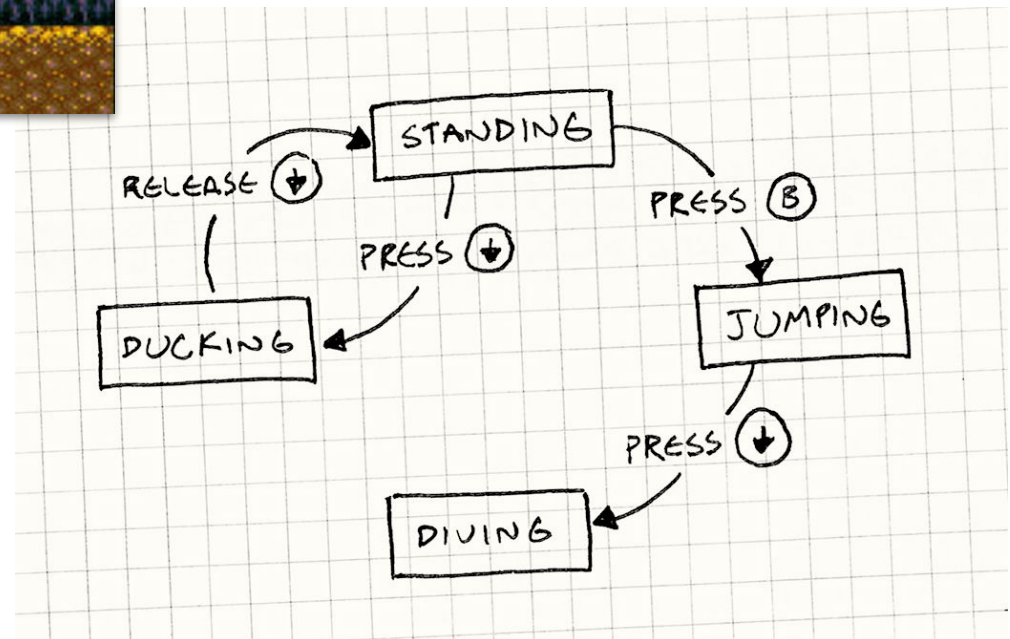 STANDING
RELEASE ↓
PRESS B
PRESS ↓
DUCKING
JUMPING
PRESS ↓
DIVING